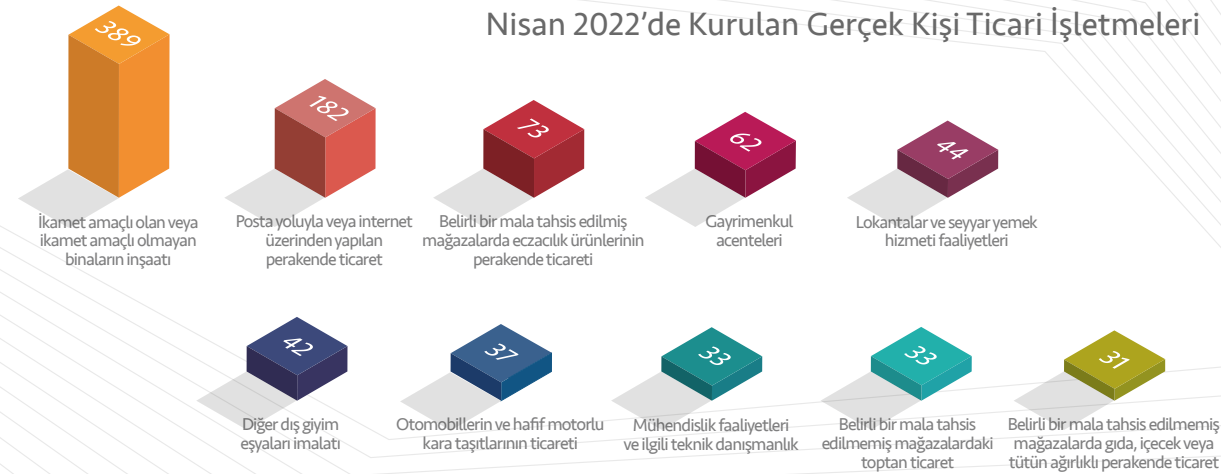 Nisan 2022’de Kurulan Gerçek Kişi Ticari İşletmeleri
389
İkamet amaçlı olan veya
ikamet amaçlı olmayan
binaların inşaatı
182
Posta yoluyla veya internet
üzerinden yapılan
perakende ticaret
73
Belirli bir mala tahsis edilmiş
mağazalarda eczacılık ürünlerinin
perakende ticareti
62
Gayrimenkul
acenteleri
44
Lokantalar ve seyyar yemek
hizmeti faaliyetleri
42
Diğer dış giyim
eşyaları imalatı
37
Otomobillerin ve hafif motorlu
kara taşıtlarının ticareti
33
Mühendislik faaliyetleri
ve ilgili teknik danışmanlık
33
Belirli bir mala tahsis
edilmemiş mağazalardaki
toptan ticaret
31
Belirli bir mala tahsis edilmemiş
mağazalarda gıda, içecek veya
tütün ağırlıklı perakende ticaret